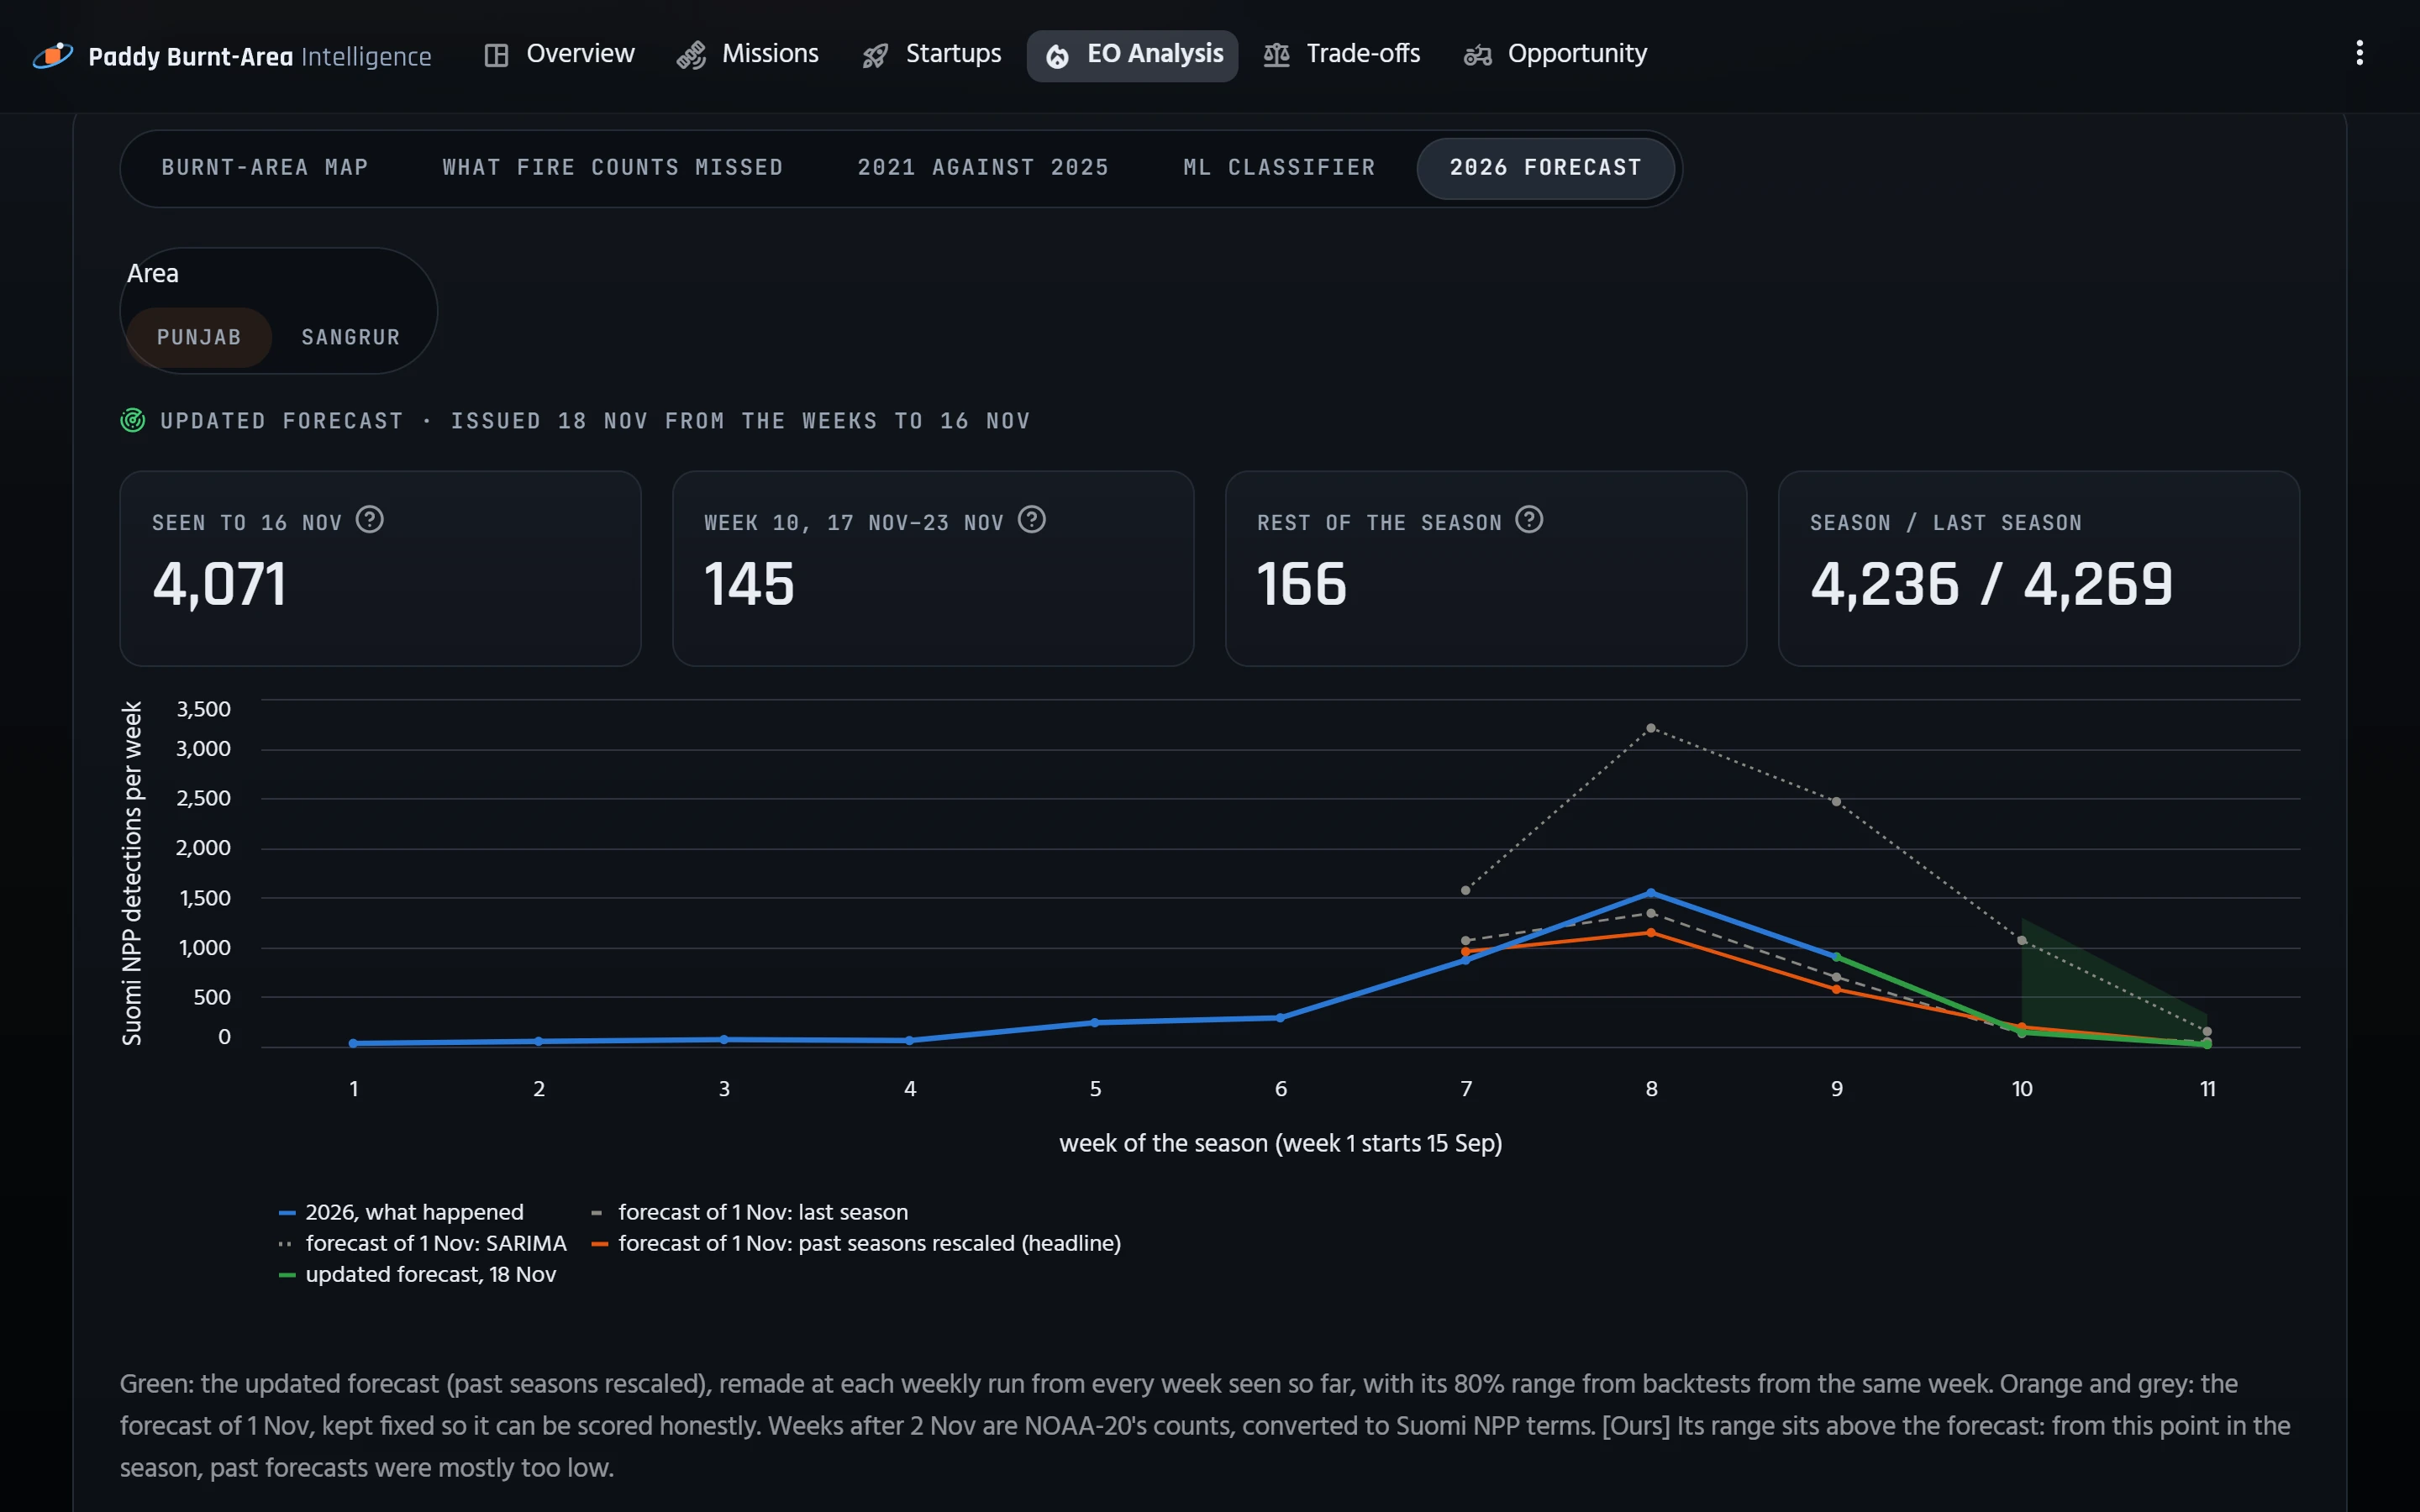 Paddy Burnt-Area Intelligence Overview Missions Startups EO Analysis Trade-offs Opportunity
BURNT-AREA MAP WHAT FIRE COUNTS MISSED 2021 AGAINST 2025 ML CLASSIFIER 2026 FORECAST
Area
PUNJAB SANGRUR
UPDATED FORECAST · ISSUED 18 NOV FROM THE WEEKS TO 16 NOV
SEEN TO 16 NOV ?
4,071
WEEK 10, 17 NOV–23 NOV ?
145
REST OF THE SEASON ?
166
SEASON / LAST SEASON
4,236 / 4,269
Suomi NPP detections per week
3,500
3,000
2,500
2,000
1,500
1,000
500
0
1 2 3 4 5 6 7 8 9 10 11
week of the season (week 1 starts 15 Sep)
2026, what happened forecast of 1 Nov: last season
forecast of 1 Nov: SARIMA forecast of 1 Nov: past seasons rescaled (headline)
updated forecast, 18 Nov
Green: the updated forecast (past seasons rescaled), remade at each weekly run from every week seen so far, with its 80% range from backtests from the same week. Orange and grey: the
forecast of 1 Nov, kept fixed so it can be scored honestly. Weeks after 2 Nov are NOAA-20's counts, converted to Suomi NPP terms. [Ours] Its range sits above the forecast: from this point in the
season, past forecasts were mostly too low.